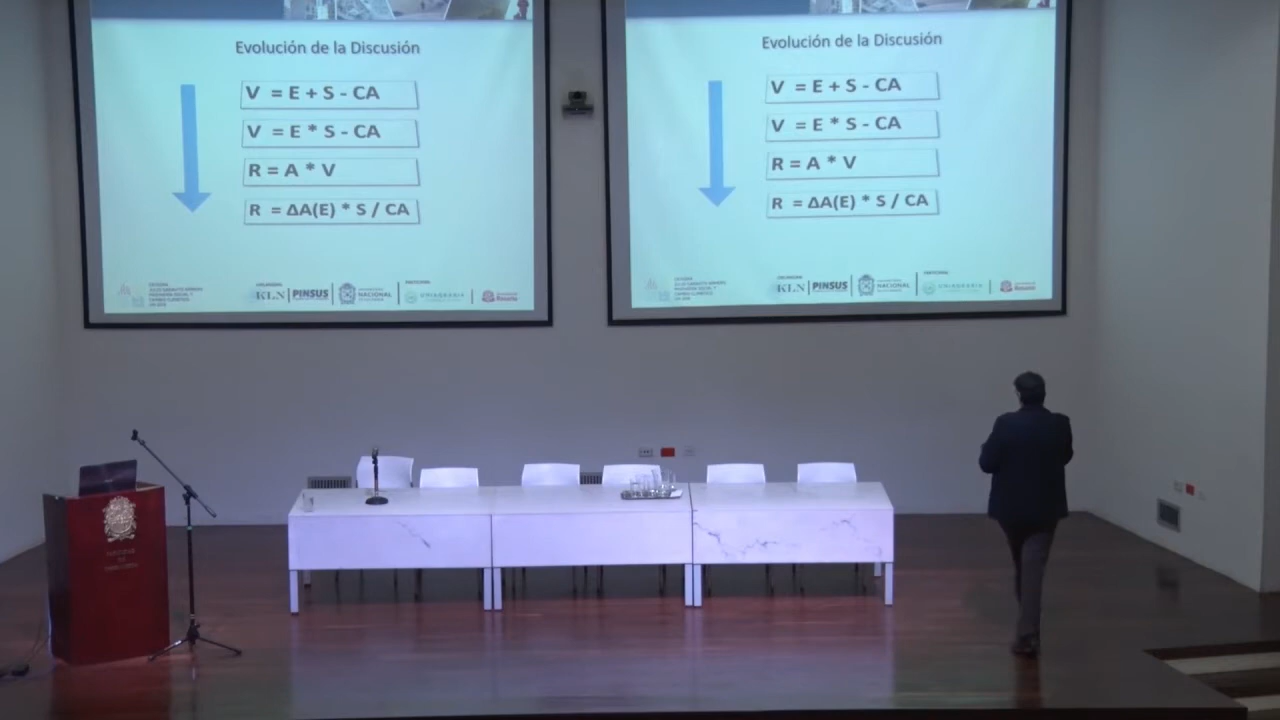 Evolución de la Discusión
V = E + S - CA
V = E * S - CA
R = A * V
R = ΔA(E) * S / CA
KLN
PINSUS
NACIONAL
Evolución de la Discusión
V = E + S - CA
V = E * S - CA
R = A * V
R = ΔA(E) * S / CA
KLN
PINSUS
NACIONAL